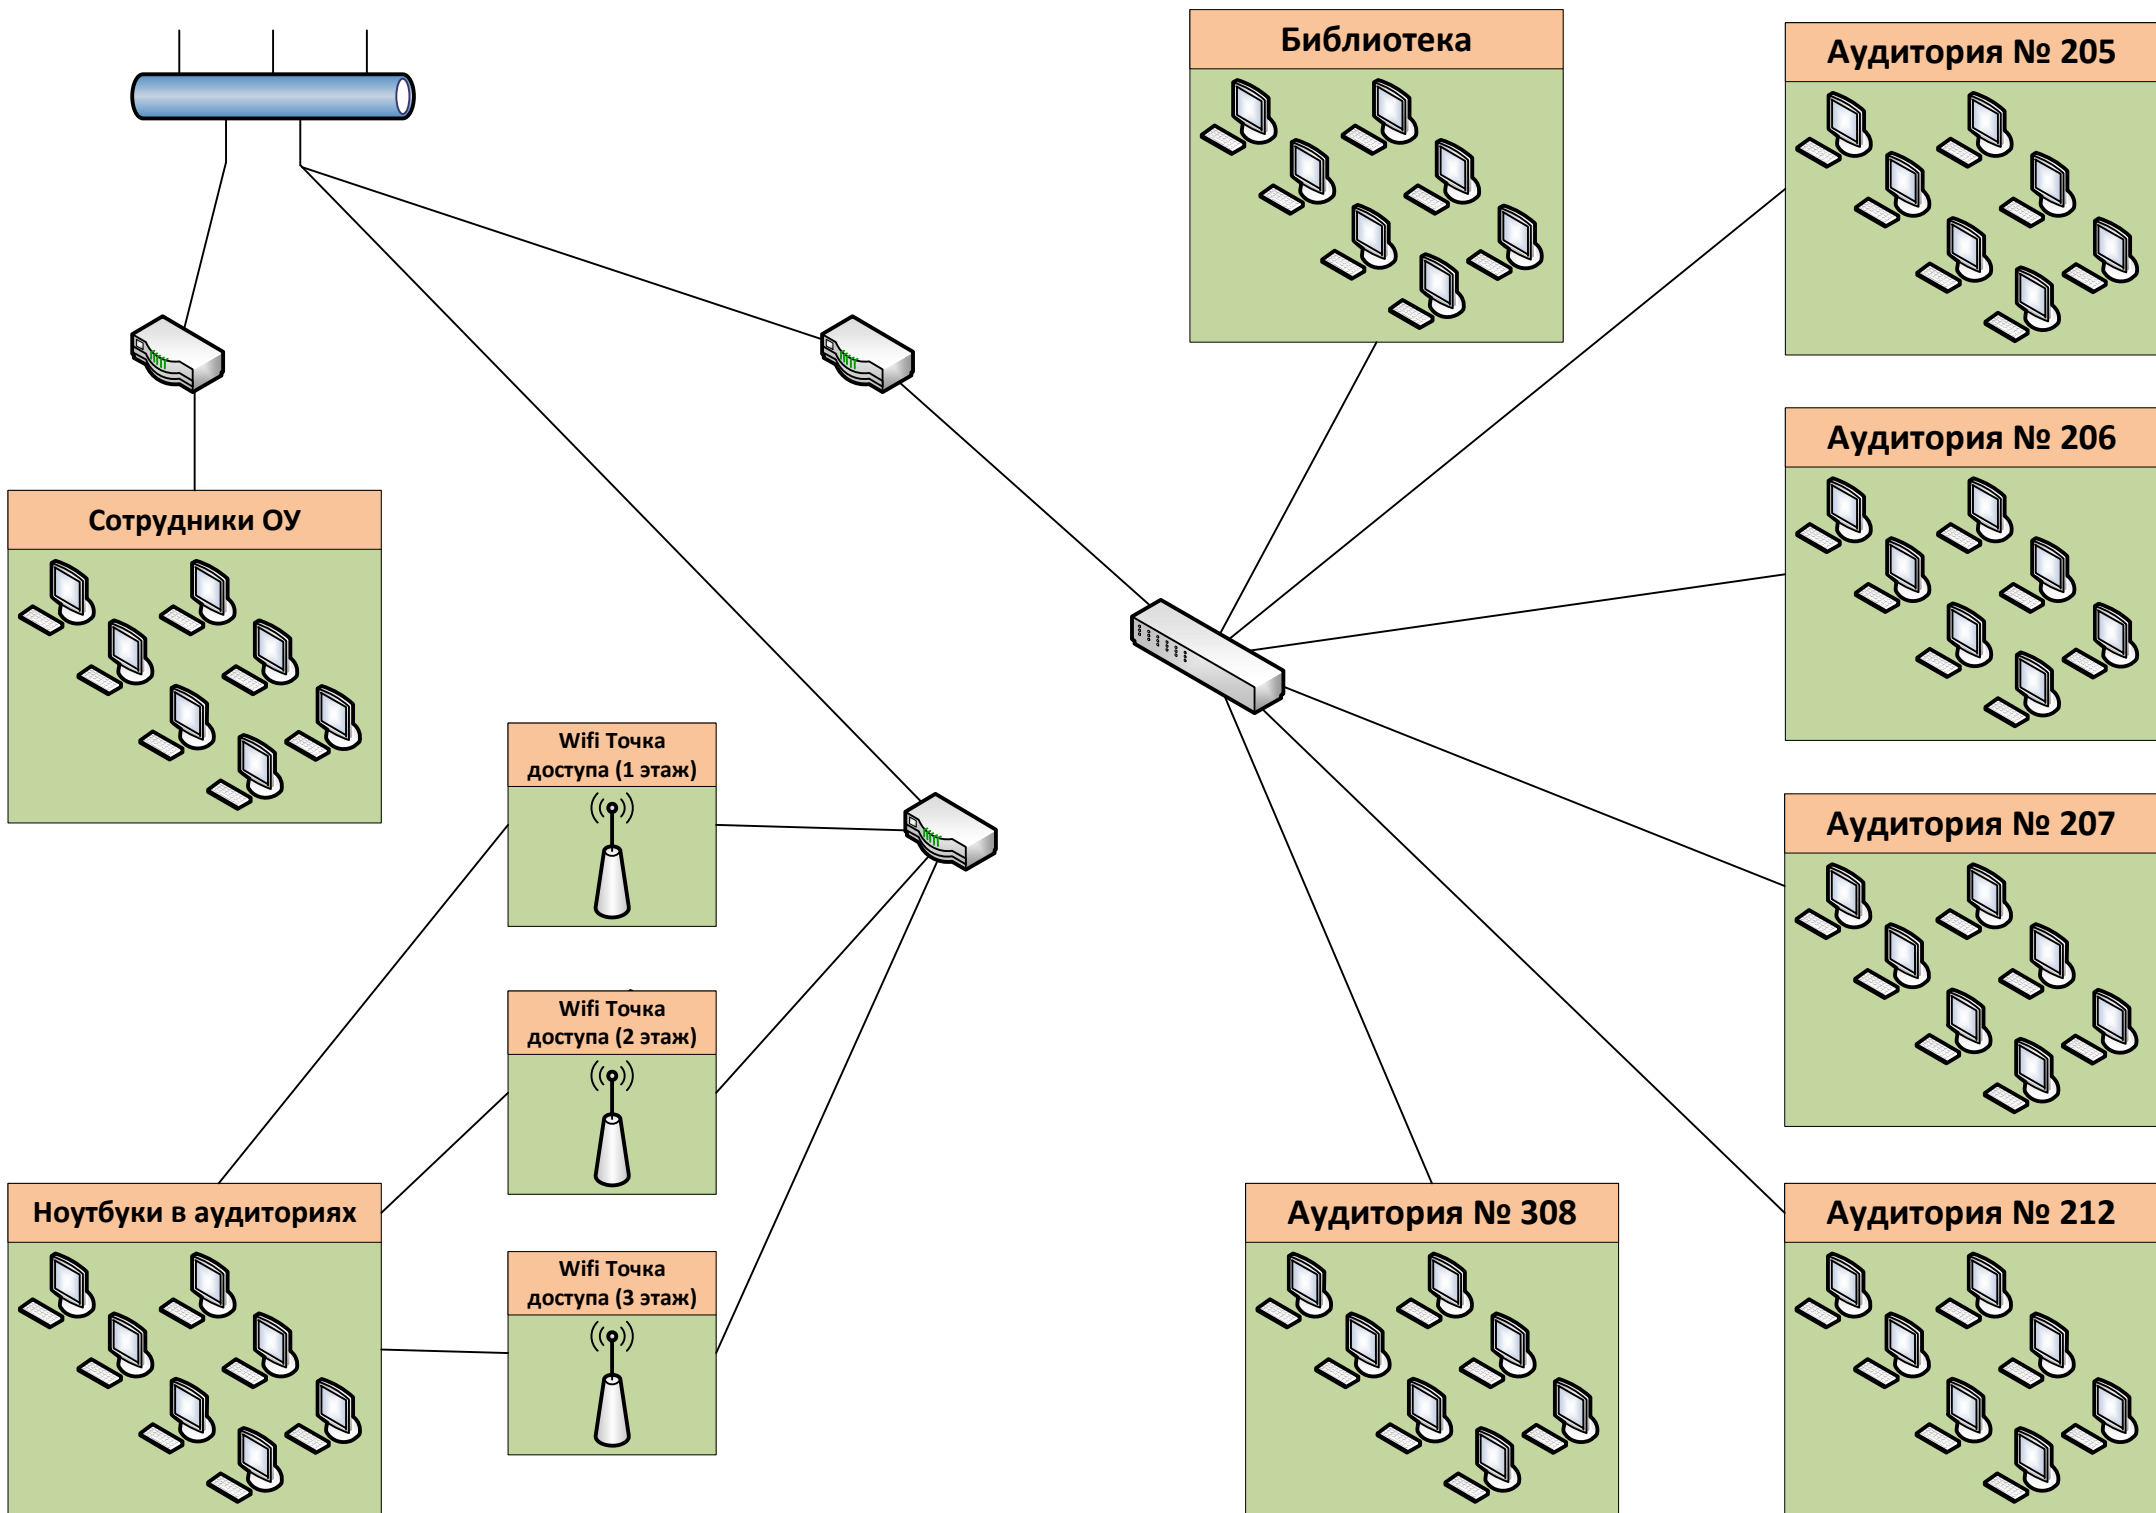 Библиотека
Аудитория № 205
Аудитория № 206
Сотрудники ОУ
Wifi Точка
доступа (1 этаж)
Аудитория № 207
Wifi Точка
доступа (2 этаж)
Ноутбуки в аудиториях
Аудитория № 308
Аудитория № 212
Wifi Точка
доступа (3 этаж)